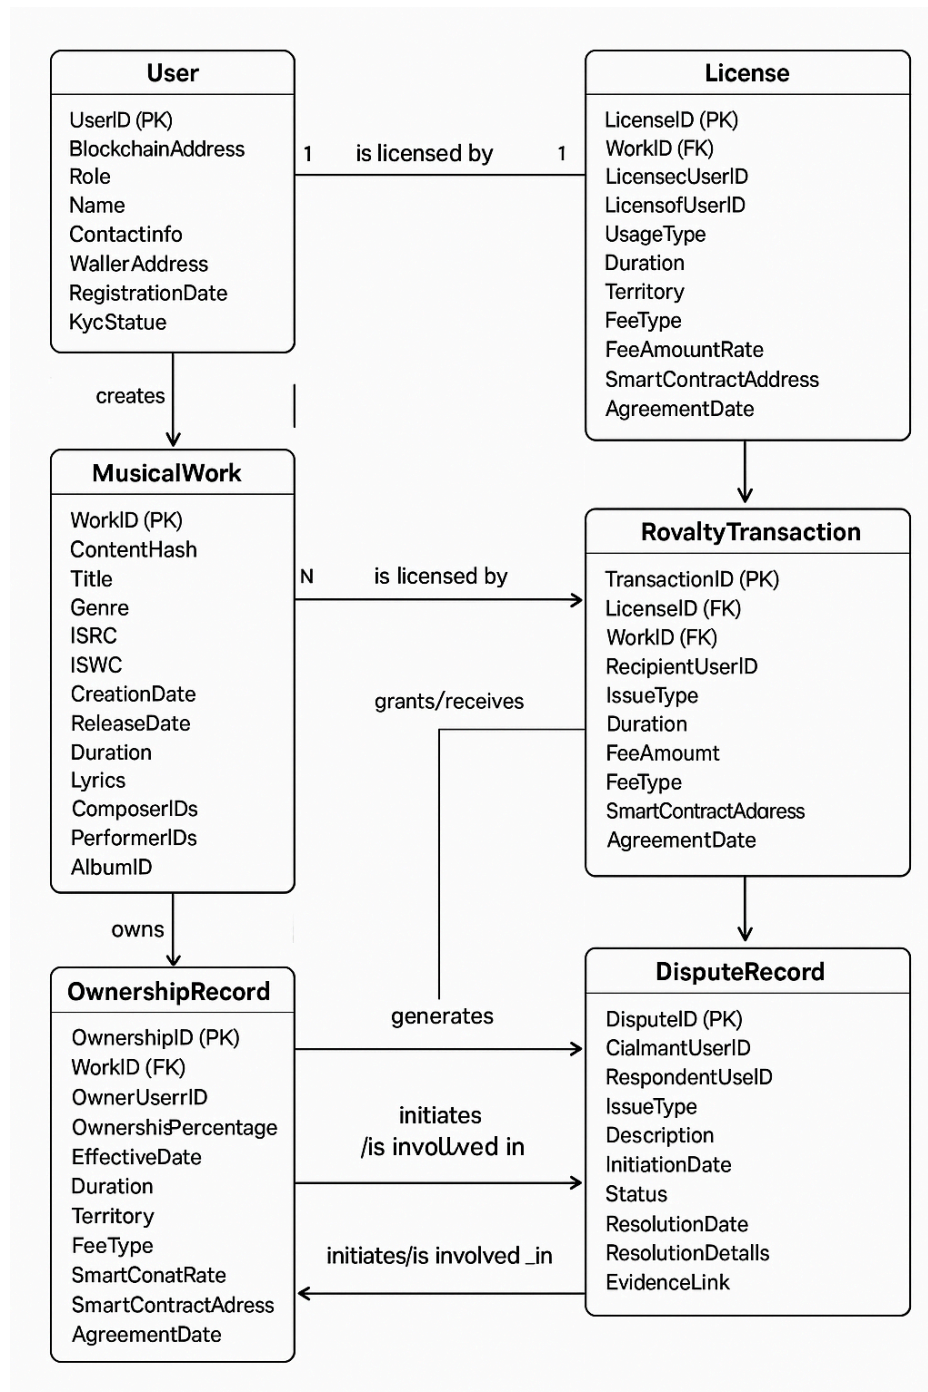 User
UserID (PK)
BlockchainAddress
Role
Name
Contactinfo
WallerAddress
RegistrationDate
KycStatue
License
LicenseID (PK)
WorkID (FK)
LicensecUserID
LicensofUserID
UsageType
Duration
Territory
FeeType
FeeAmountRate
SmartContractAddress
AgreementDate
1 is licensed by 1
creates
MusicalWork
WorkID (PK)
ContentHash
Title
Genre
ISRC
ISWC
CreationDate
ReleaseDate
Duration
Lyrics
ComposerIDs
PerformerIDs
AlbumID
RovaltyTransaction
TransactionID (PK)
LicenseID (FK)
WorkID (FK)
RecipientUserID
IssueType
Duration
FeeAmoumt
FeeType
SmartContractAdaress
AgreementDate
N is licensed by
grants/receives
owns
OwnershipRecord
OwnershipID (PK)
WorkID (FK)
OwnerUserrID
OwnershisPercentage
EffectiveDate
Duration
Territory
FeeType
SmartConatRate
SmartContractAdress
AgreementDate
DisputeRecord
DisputeID (PK)
CialmantUserID
RespondentUseID
IssueType
Description
InitiationDate
Status
ResolutionDate
ResolutionDetalls
EvidenceLink
generates
initiates
/is involved in
initiates/is involved _in